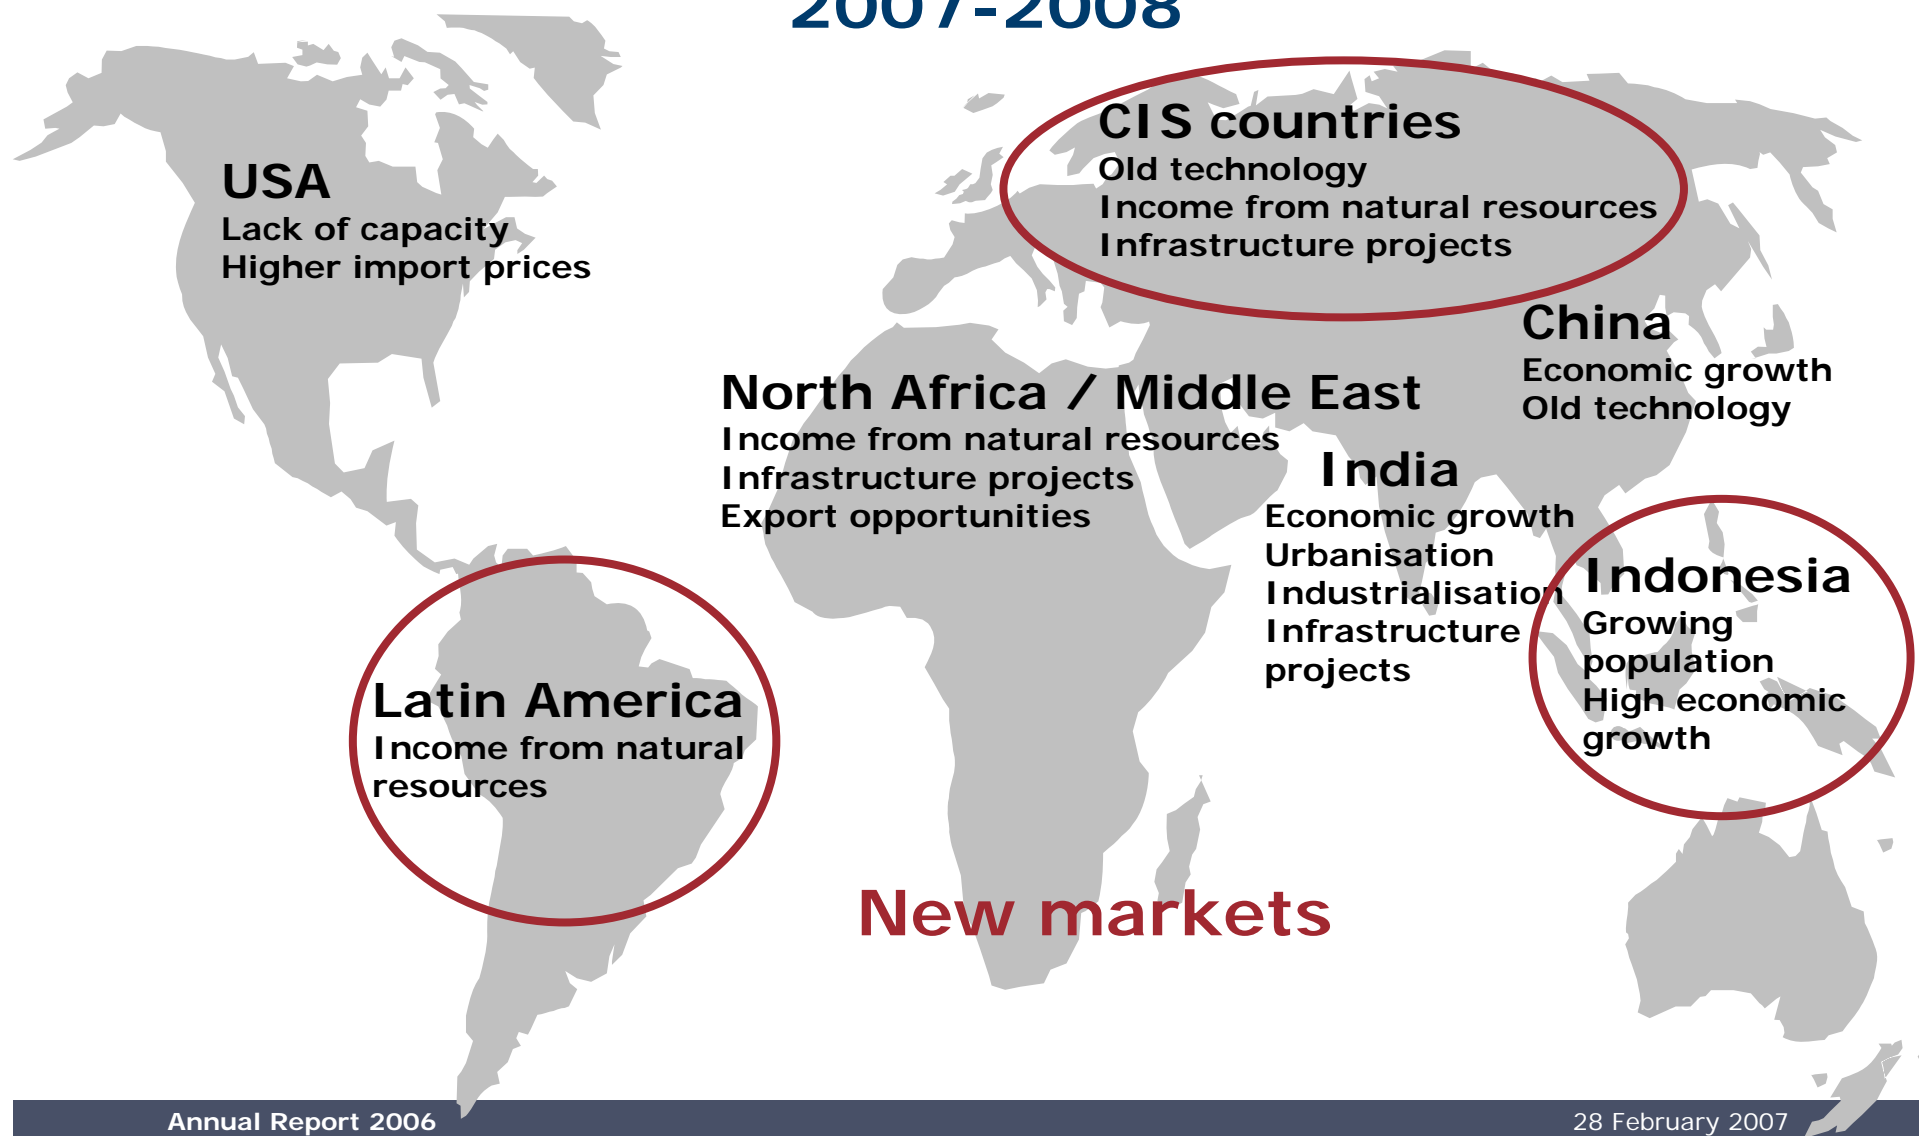 2007-2008
CIS countries
Old technology
Income from natural resources
Infrastructure projects
USA
Lack of capacity
Higher import prices
China
Economic growth
Old technology
North Africa / Middle East
Income from natural resources
Infrastructure projects
Export opportunities
India
Economic growth
Urbanisation
Industrialisation
Infrastructure
projects
Indonesia
Growing
population
High economic
growth
Latin America
Income from natural
resources
New markets
Annual Report 2006
28 February 2007